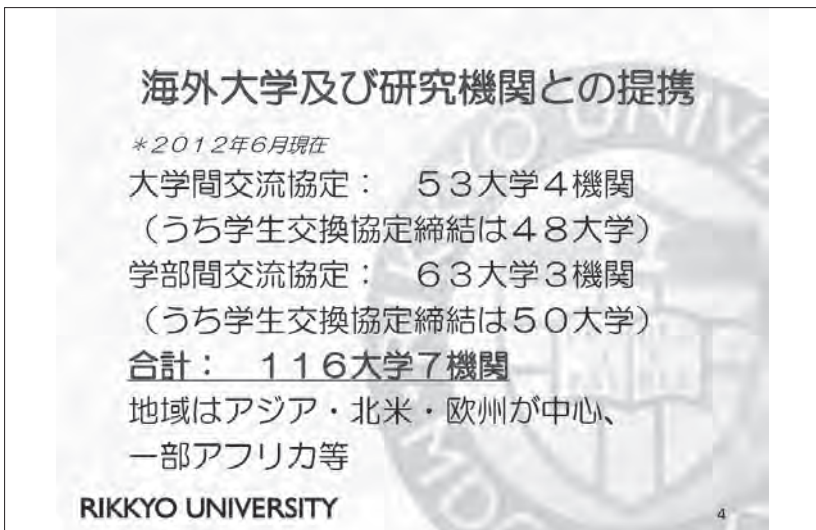 海外大学及び研究機関との提携
＊２０１２年６月現在
大学間交流協定：　５３大学４機関
（うち学生交換協定締結は４８大学）
学部間交流協定：　６３大学３機関
（うち学生交換協定締結は５０大学）
合計：　１１６大学７機関
地域はアジア・北米・欧州が中心、
一部アフリカ等
RIKKYO UNIVERSITY
4